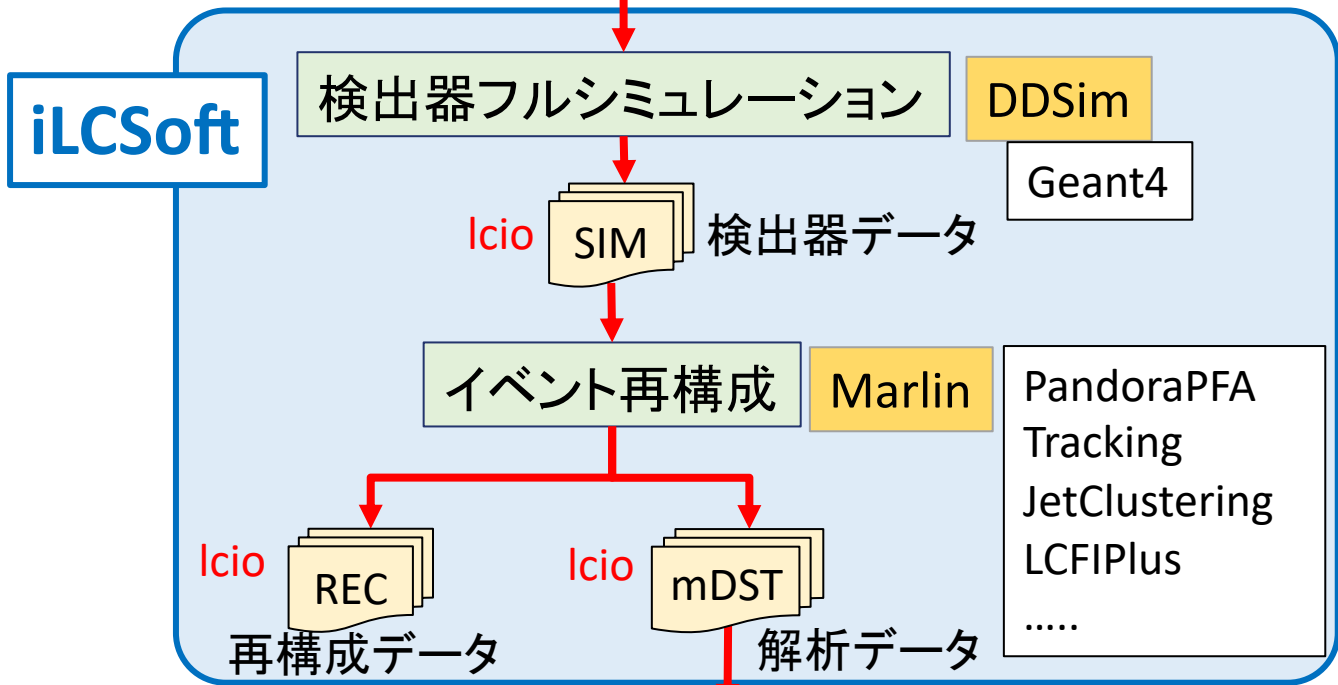 iLCSoft
検出器フルシミュレーション
DDSim
Geant4
lcio
SIM
検出器データ
イベント再構成
Marlin
PandoraPFA
Tracking
JetClustering
LCFIPlus
…..
lcio
REC
再構成データ
lcio
mDST
解析データ